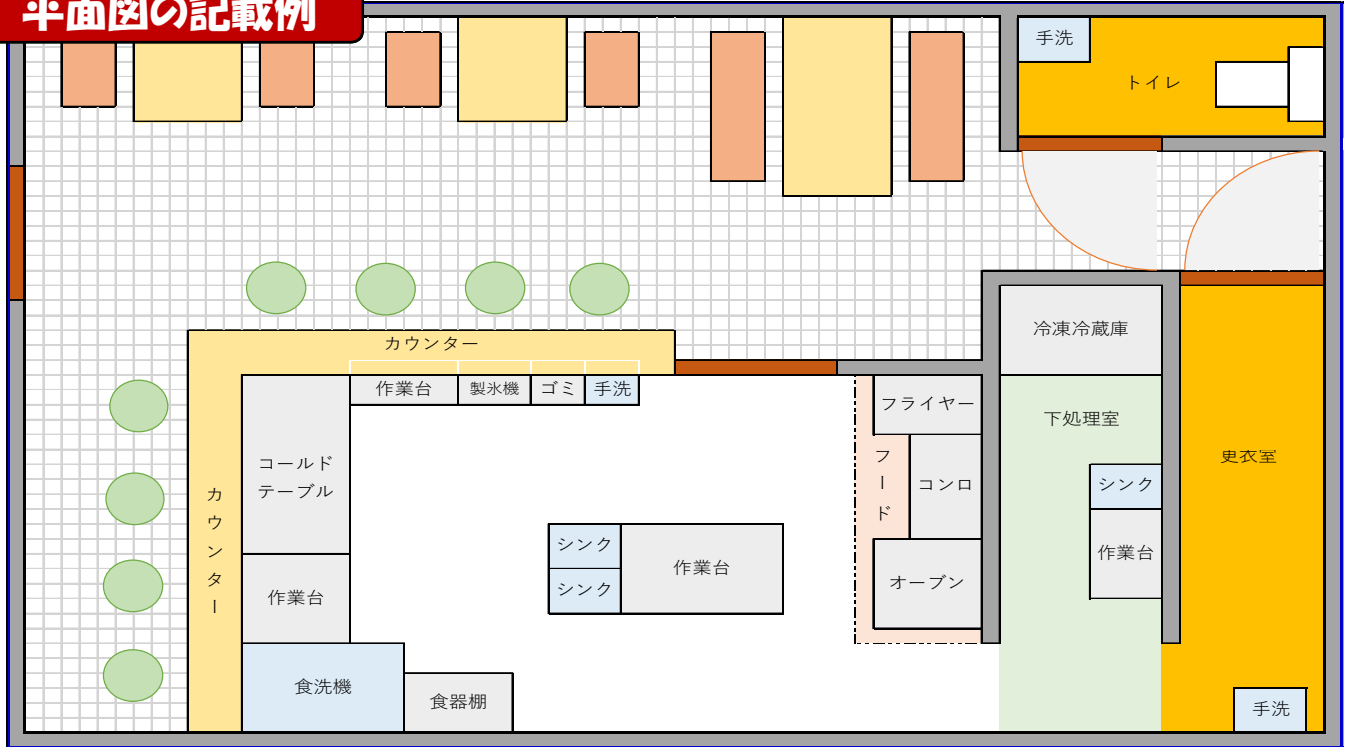 平面図の記載例
手洗
トイレ
冷凍冷蔵庫
カウンター
作業台
製氷機
ゴミ
手洗
フライヤー
下処理室
コールド
テーブル
フード
コンロ
シンク
更衣室
カウンター
シンク
シンク
作業台
作業台
オーブン
作業台
食洗機
食器棚
手洗